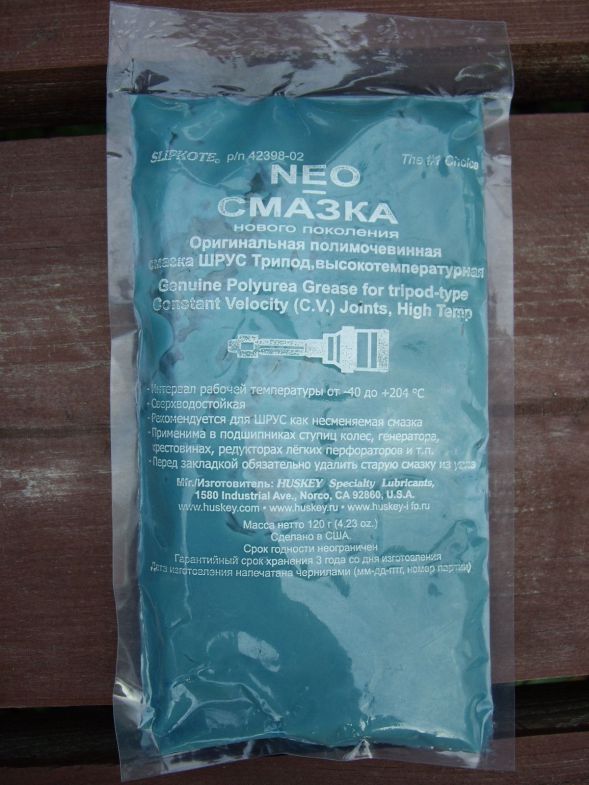 SLIPKOTE® p/n 42398-02 The #1 Choice
NEO
СМАЗКА
НОВОГО ПОКОЛЕНИЯ
Оригинальная полимочевинная
смазка ШРУС Трипод,высокотемпературная
Genuine Polyurea Grease for tripod-type
Constant Velocity (C.V.) Joints, High Temp
- Интервал рабочей температуры от -40 до +204 °C
- Сверхводостойкая
- Рекомендуется для ШРУС как несменяемая смазка
- Применима в подшипниках ступиц колес, генератора,
крестовинах, редукторах лёгких перфораторов и т.п.
- Перед закладкой обязательно удалить старую смазку из узла
Mfr./Изготовитель: HUSKEY Specialty Lubricants,
1580 Industrial Ave., Norco, CA 92860, U.S.A.
www.huskey.com • www.huskey.ru • www.huskey-info.ru
Масса нетто 120 г (4.23 oz.)
Сделано в США.
Срок годности неограничен
Гарантийный срок хранения 3 года со дня изготовления
Дата изготовления напечатана чернилами (мм-дд-гггг, номер партии)